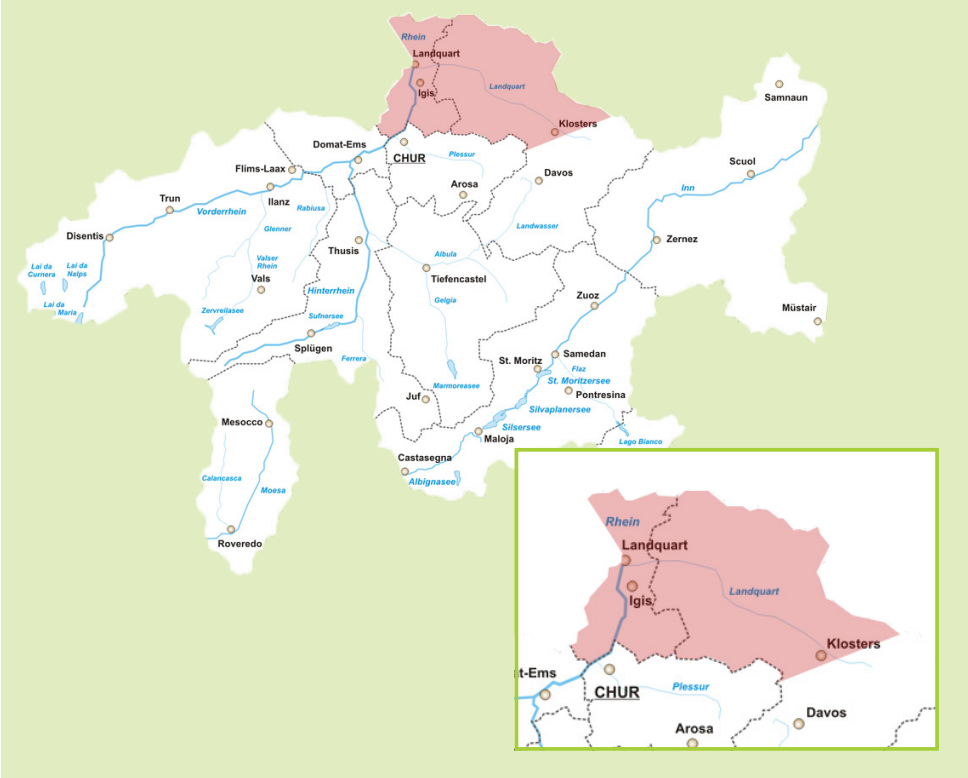 Rhein
Landquart
Igis
Landquart
Klosters
Samnaun
Domat-Ems
CHUR
Plessur
Flims-Laax
Scuol
Davos
Arosa
Inn
Ilanz
Trun
Vorderrhein
Rabiusa
Glenner
Landwasser
Disentis
Zernez
Thusis
Albula
Lai da
Curnera
Lai da
Nalps
Valser
Rhein
Tiefencastel
Vals
Hinterrhein
Gelgia
Zuoz
Lai da
Maria
Zervreilasee
Sufnersee
Müstair
Splügen
Ferrera
Samedan
St. Moritz
Flaz
St. Moritzersee
Marmoreasee
Juf
Pontresina
Silvaplanersee
Mesocco
Silsersee
Maloja
Lago Bianco
Castasegna
Calancasca
Albignasee
Moesa
Roveredo
Rhein
Landquart
Igis
Landquart
Klosters
t-Ems
CHUR
Plessur
Davos
Arosa